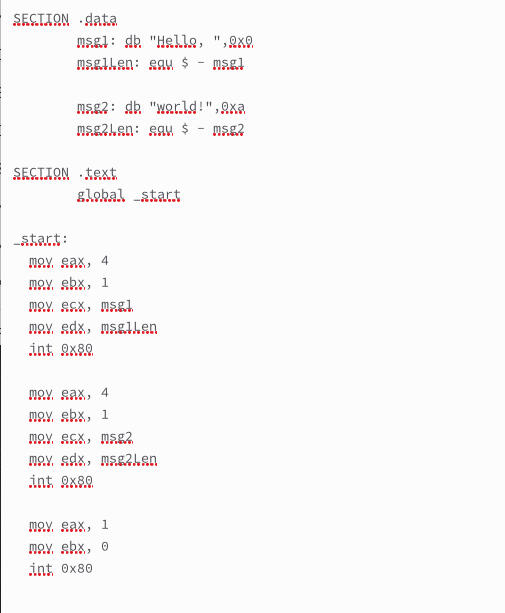 SECTION .data
msg1: db "Hello, ",0x0
msg1Len: equ $ - msg1
msg2: db "world!",0xa
msg2Len: equ $ - msg2
SECTION .text
global _start
_start:
mov eax, 4
mov ebx, 1
mov ecx, msg1
mov edx, msg1Len
int 0x80
mov eax, 4
mov ebx, 1
mov ecx, msg2
mov edx, msg2Len
int 0x80
mov eax, 1
mov ebx, 0
int 0x80